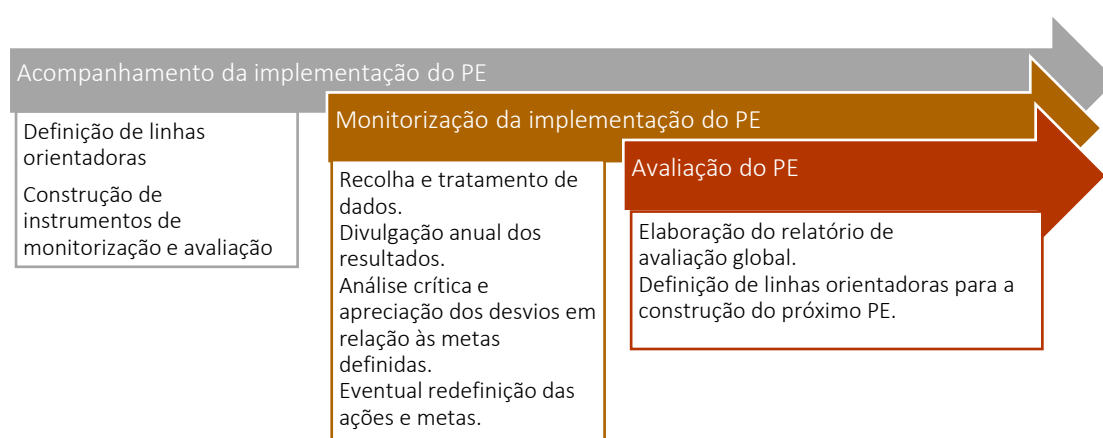 Acompanhamento da implementação do PE
Definição de linhas
orientadoras
Construção de
instrumentos de
monitorização e avaliação
Monitorização da implementação do PE
Recolha e tratamento de
dados.
Divulgação anual dos
resultados.
Análise crítica e
apreciação dos desvios em
relação às metas
definidas.
Eventual redefinição das
ações e metas.
Avaliação do PE
Elaboração do relatório de
avaliação global.
Definição de linhas orientadoras para a
construção do próximo PE.